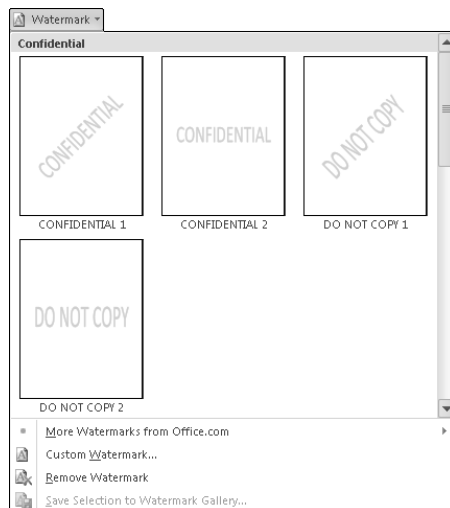 Watermark
Confidential
CONFIDENTIAL
CONFIDENTIAL
DO NOT COPY
CONFIDENTIAL 1
CONFIDENTIAL 2
DO NOT COPY 1
DO NOT COPY
DO NOT COPY 2
More Watermarks from Office.com
Custom Watermark...
Remove Watermark
Save Selection to Watermark Gallery...